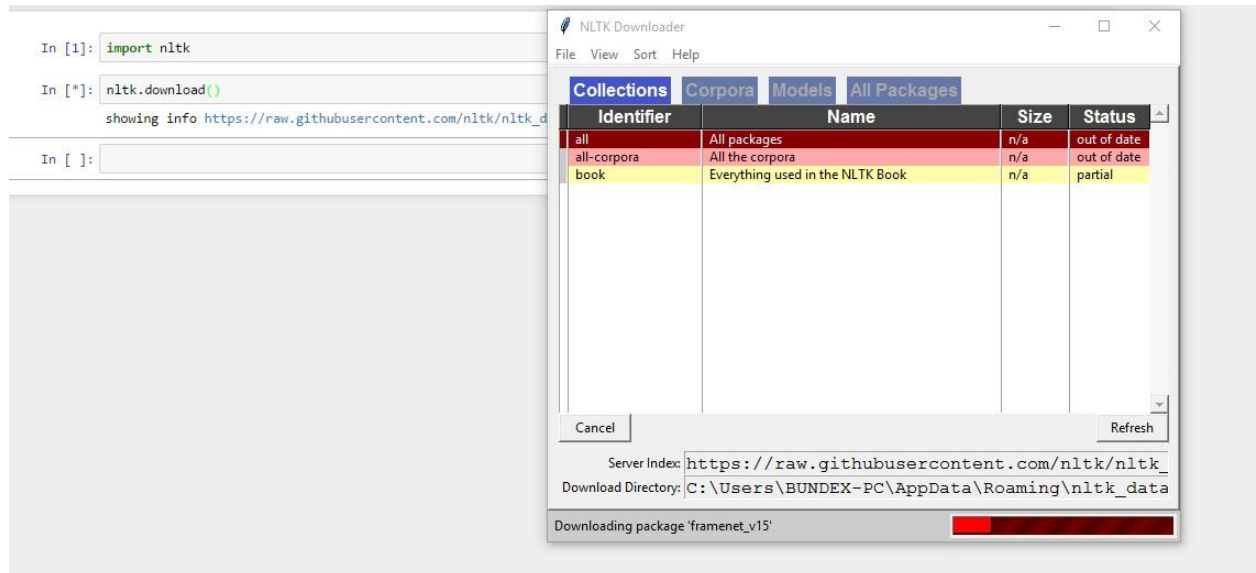 In [1]: import nltk
In [*]: nltk.download()
showing info https://raw.githubusercontent.com/nltk/nltk_d
In [ ]:
NLTK Downloader
File View Sort Help
Collections Corpora Models All Packages
Identifier Name Size Status
all All packages n/a out of date
all-corpora All the corpora n/a out of date
book Everything used in the NLTK Book n/a partial
Cancel Refresh
Server Index: https://raw.githubusercontent.com/nltk/nltk_
Download Directory: C:\Users\BUNDEX-PC\AppData\Roaming\nltk_data
Downloading package 'framenet_v15'